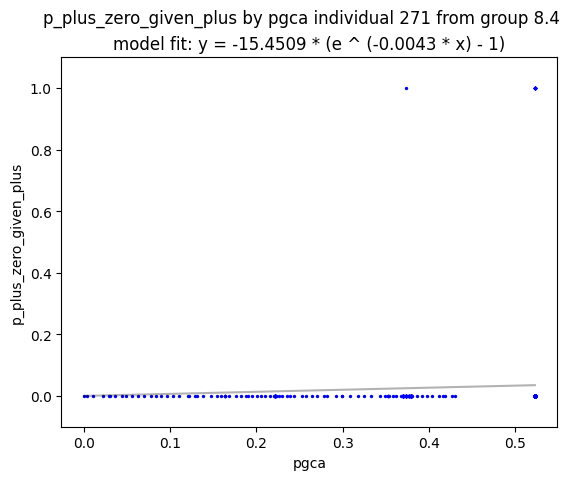 p_plus_zero_given_plus by pgca individual 271 from group 8.4
model fit: y = -15.4509 * (e ^ (-0.0043 * x) - 1)
p_plus_zero_given_plus
1.0
0.8
0.6
0.4
0.2
0.0
0.0 0.1 0.2 0.3 0.4 0.5
pgca